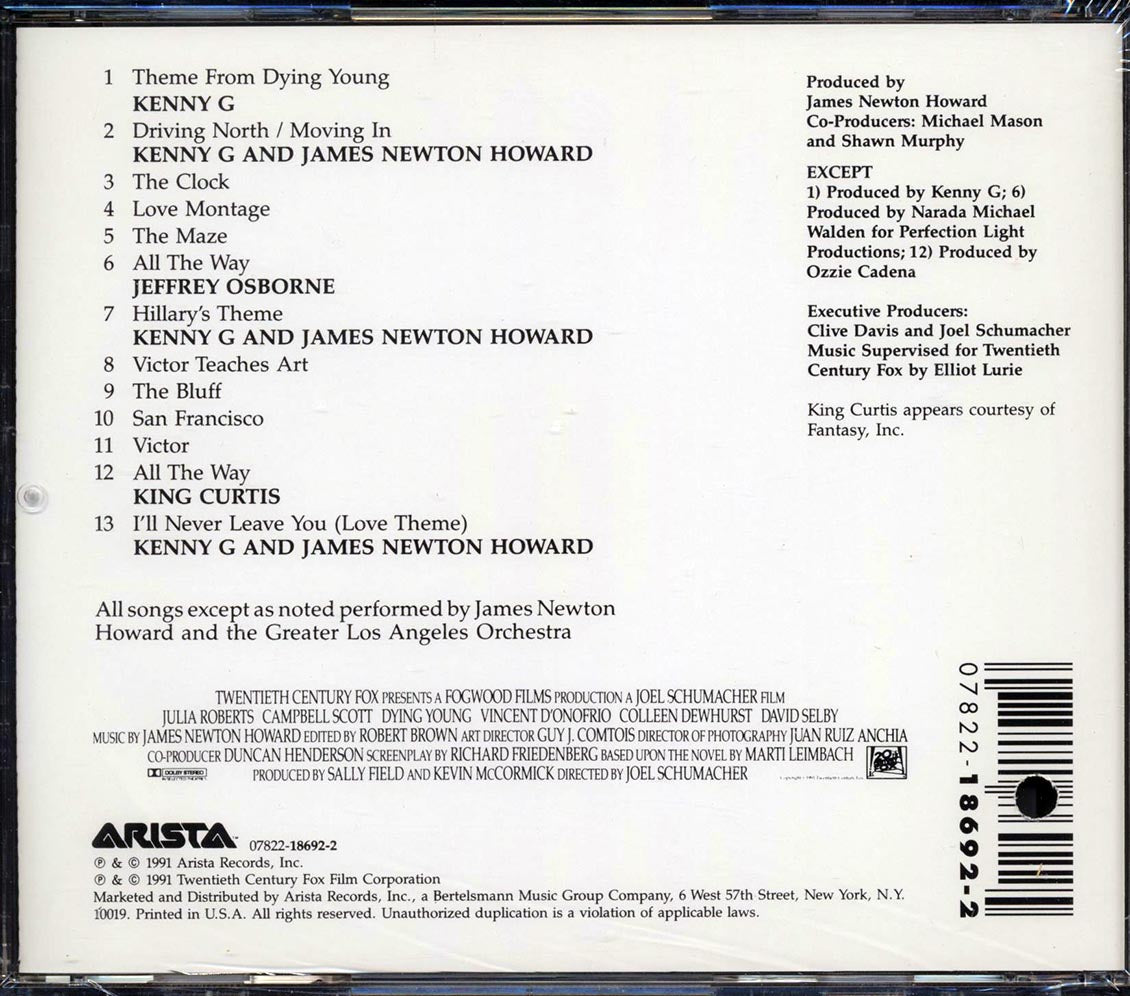 1 Theme From Dying Young
KENNY G
2 Driving North / Moving In
KENNY G AND JAMES NEWTON HOWARD
3 The Clock
4 Love Montage
5 The Maze
6 All The Way
JEFFREY OSBORNE
7 Hillary's Theme
KENNY G AND JAMES NEWTON HOWARD
8 Victor Teaches Art
9 The Bluff
10 San Francisco
11 Victor
12 All The Way
KING CURTIS
13 I'll Never Leave You (Love Theme)
KENNY G AND JAMES NEWTON HOWARD
All songs except as noted performed by James Newton
Howard and the Greater Los Angeles Orchestra
Produced by
James Newton Howard
Co-Producers: Michael Mason
and Shawn Murphy
EXCEPT
1) Produced by Kenny G; 6)
Produced by Narada Michael
Walden for Perfection Light
Productions; 12) Produced by
Ozzie Cadena
Executive Producers:
Clive Davis and Joel Schumacher
Music Supervised for Twentieth
Century Fox by Elliot Lurie
King Curtis appears courtesy of
Fantasy, Inc.
TWENTIETH CENTURY FOX PRESENTS A FOGWOOD FILMS PRODUCTION A JOEL SCHUMACHER FILM
JULIA ROBERTS CAMPBELL SCOTT DYING YOUNG VINCENT D'ONOFRIO COLLEEN DEWHURST DAVID SELBY
MUSIC BY JAMES NEWTON HOWARD EDITED BY ROBERT BROWN ART DIRECTOR GUY J. COMTOIS DIRECTOR OF PHOTOGRAPHY JUAN RUIZ ANCHIA
CO-PRODUCER DUNCAN HENDERSON SCREENPLAY BY RICHARD FRIEDENBERG BASED UPON THE NOVEL BY MARTI LEIMBACH
DOLBY STEREO
PRODUCED BY SALLY FIELD AND KEVIN McCORMICK DIRECTED BY JOEL SCHUMACHER
ARISTA™ 07822-18692-2
℗ & © 1991 Arista Records, Inc.
℗ & © 1991 Twentieth Century Fox Film Corporation
Marketed and Distributed by Arista Records, Inc., a Bertelsmann Music Group Company, 6 West 57th Street, New York, N.Y.
10019. Printed in U.S.A. All rights reserved. Unauthorized duplication is a violation of applicable laws.
07822-18692-2